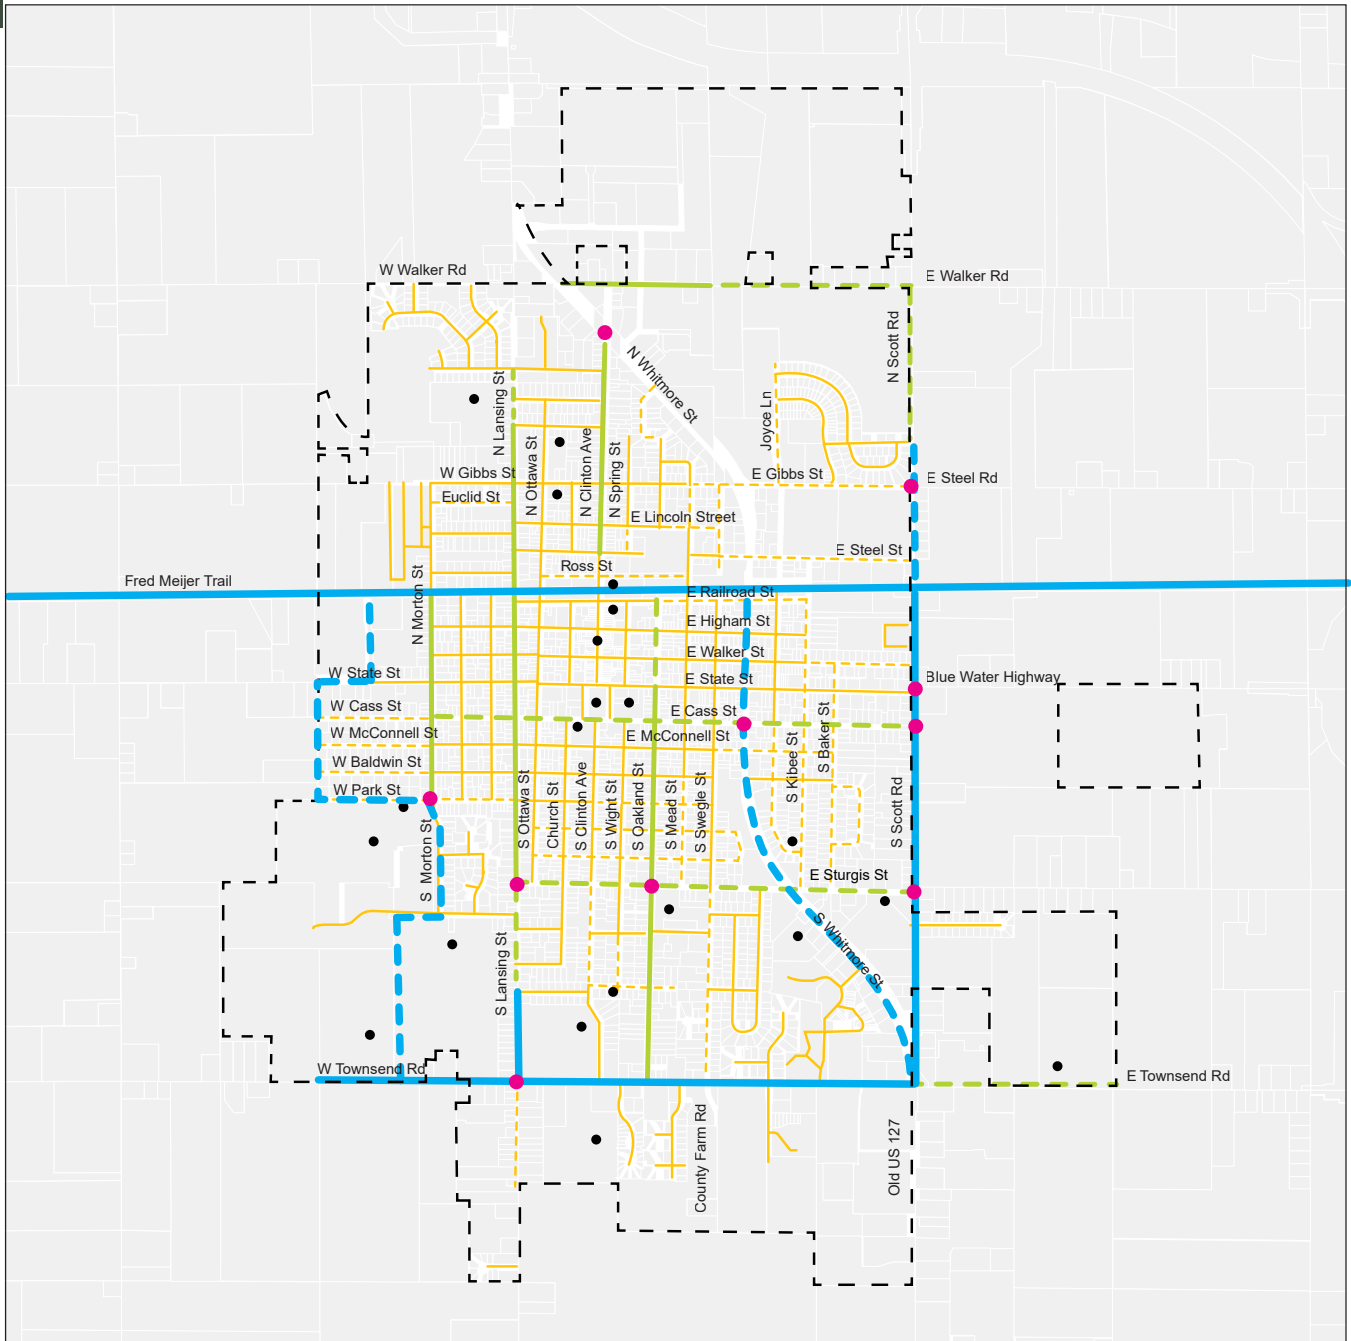 W Walker Rd
E Walker Rd
N Scott Rd
N Whitmore St
N Lansing St
Joyce Ln
N Ottawa St
N Clinton Ave
N Spring St
W Gibbs St
E Gibbs St
E Steel Rd
Euclid St
E Lincoln Street
E Steel St
Ross St
Fred Meijer Trail
E Railroad St
N Morton St
E Higham St
E Walker St
W State St
E State St
Blue Water Highway
W Cass St
E Cass St
W McConnell St
E McConnell St
S Baker St
S Kibee St
W Baldwin St
W Park St
S Ottawa St
Church St
S Clinton Ave
S Wight St
S Oakland St
S Mead St
S Swegle St
S Scott Rd
S Morton St
E Sturgis St
S Whitmore St
S Lansing St
W Townsend Rd
E Townsend Rd
County Farm Rd
Old US 127